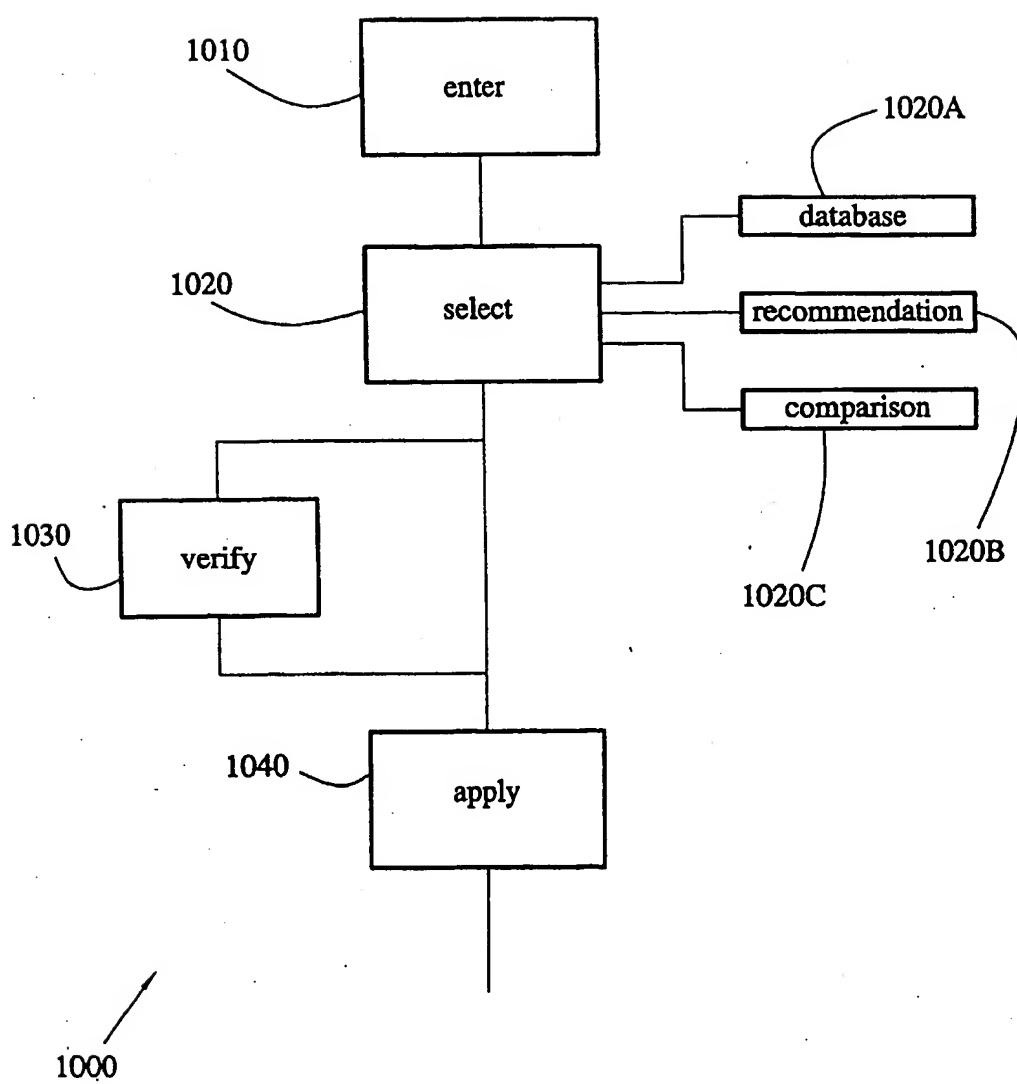 1010
enter
1020A
database
1020
select
recommendation
comparison
1030
verify
1020B
1020C
1040
apply
1000